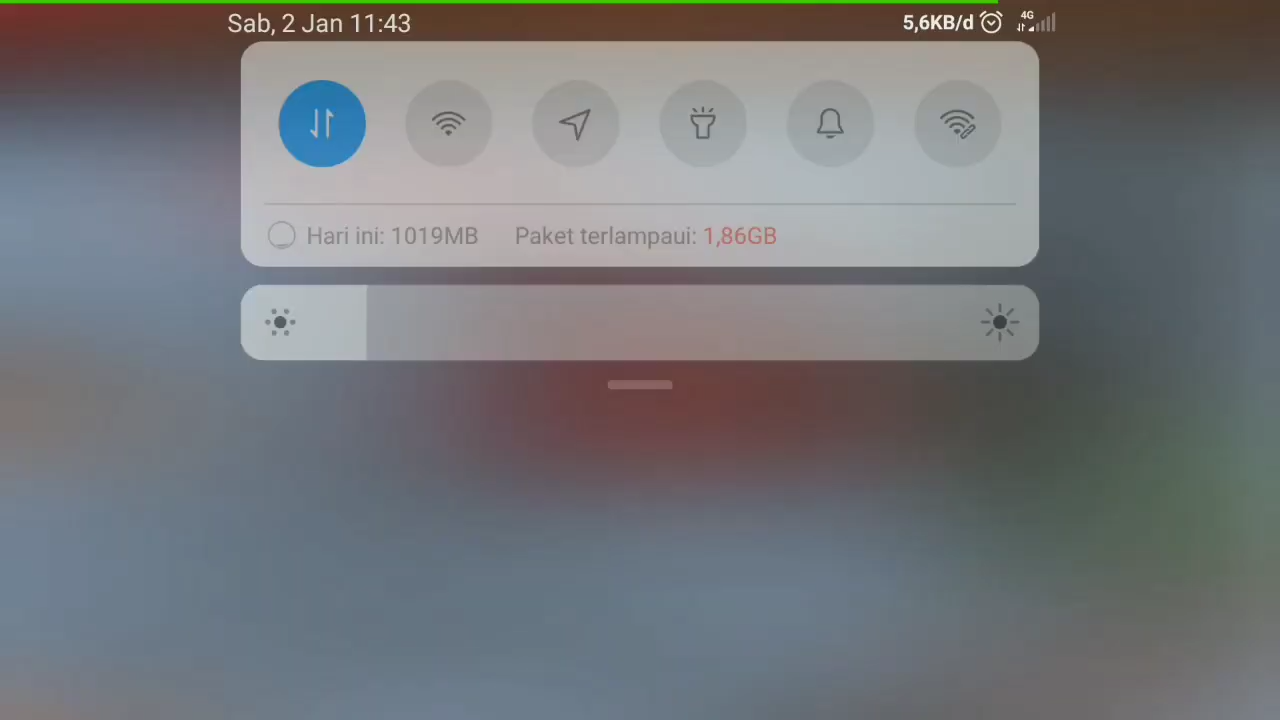 Sab, 2 Jan 11:43
5,6KB/d 4G
Hari ini: 1019MB Paket terlampaui: 1,86GB